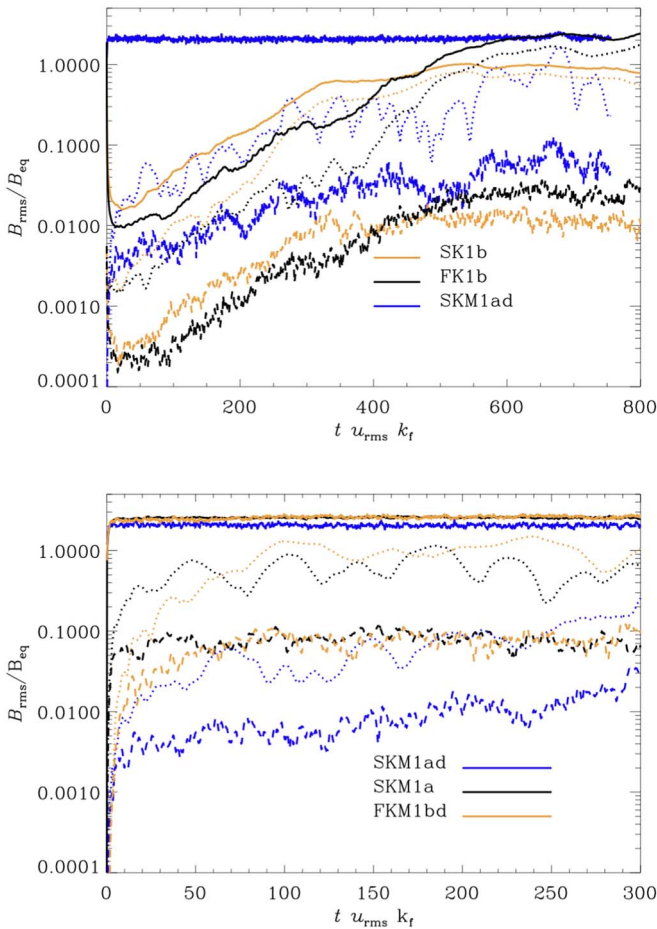 1.0000
0.1000
0.0100
0.0010
0.0001
B_rms/B_eq
SK1b
FK1b
SKM1ad
0 200 400 600 800
t u_rms k_f
1.0000
0.1000
0.0100
0.0010
0.0001
B_rms/B_eq
SKM1ad
SKM1a
FKM1bd
0 50 100 150 200 250 300
t u_rms k_f